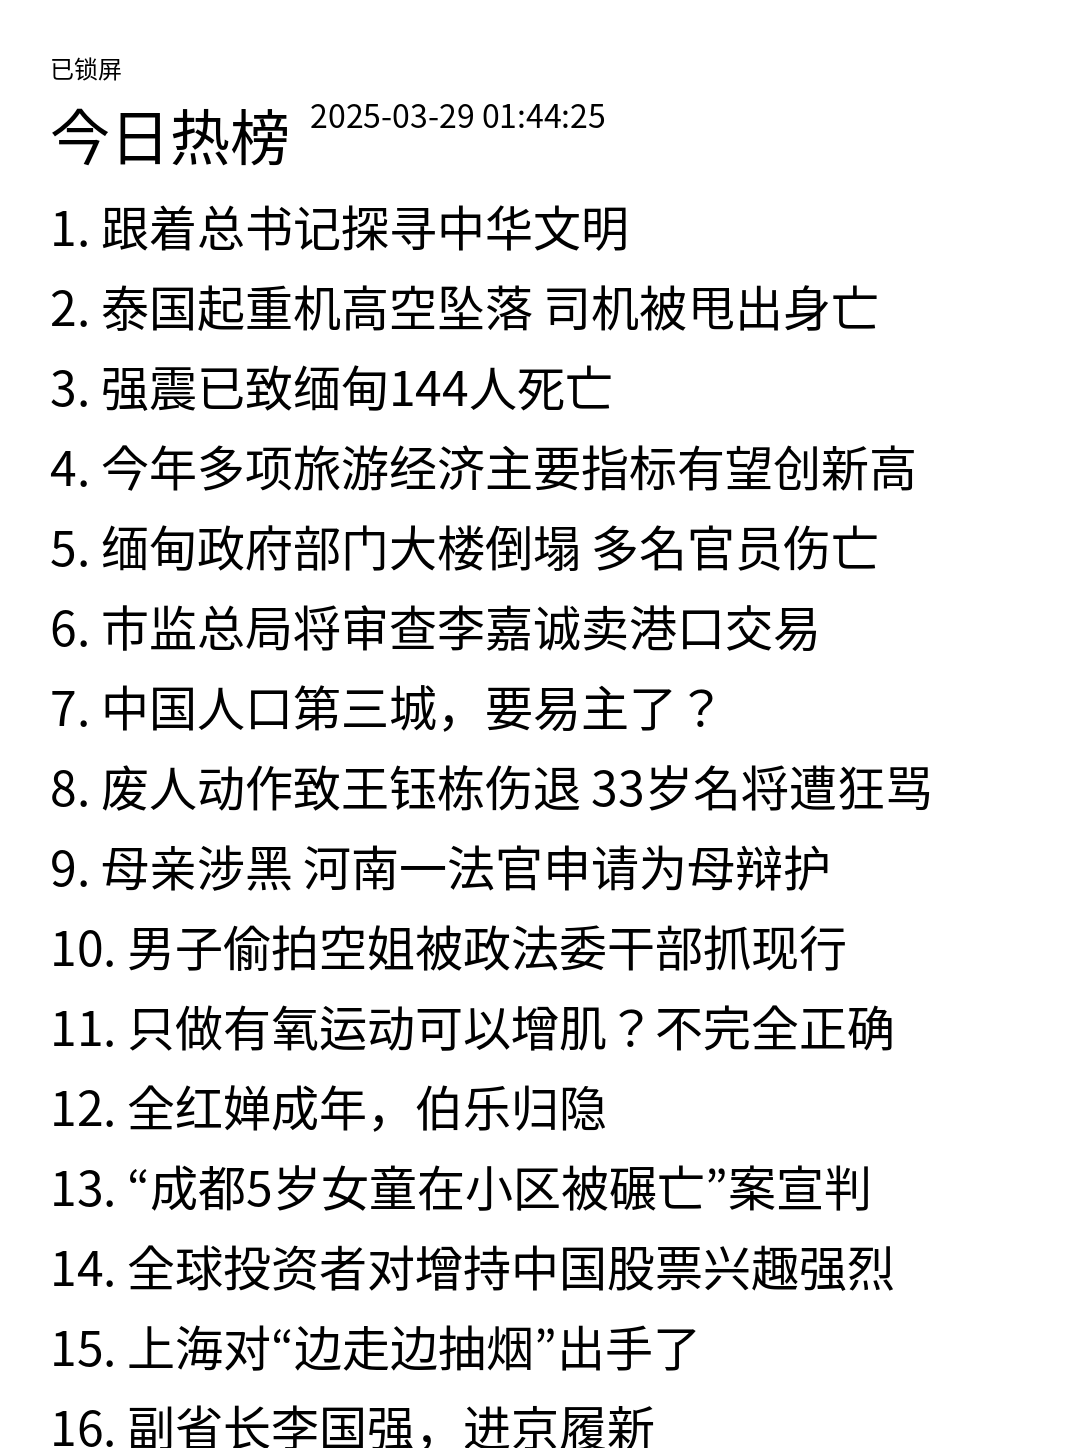 已锁屏
今日热榜 2025-03-29 01:44:25
1. 跟着总书记探寻中华文明
2. 泰国起重机高空坠落 司机被甩出身亡
3. 强震已致缅甸144人死亡
4. 今年多项旅游经济主要指标有望创新高
5. 缅甸政府部门大楼倒塌 多名官员伤亡
6. 市监总局将审查李嘉诚卖港口交易
7. 中国人口第三城，要易主了？
8. 废人动作致王钰栋伤退 33岁名将遭狂骂
9. 母亲涉黑 河南一法官申请为母辩护
10. 男子偷拍空姐被政法委干部抓现行
11. 只做有氧运动可以增肌？不完全正确
12. 全红婵成年，伯乐归隐
13. “成都5岁女童在小区被碾亡”案宣判
14. 全球投资者对增持中国股票兴趣强烈
15. 上海对“边走边抽烟”出手了
16. 副省长李国强，进京履新